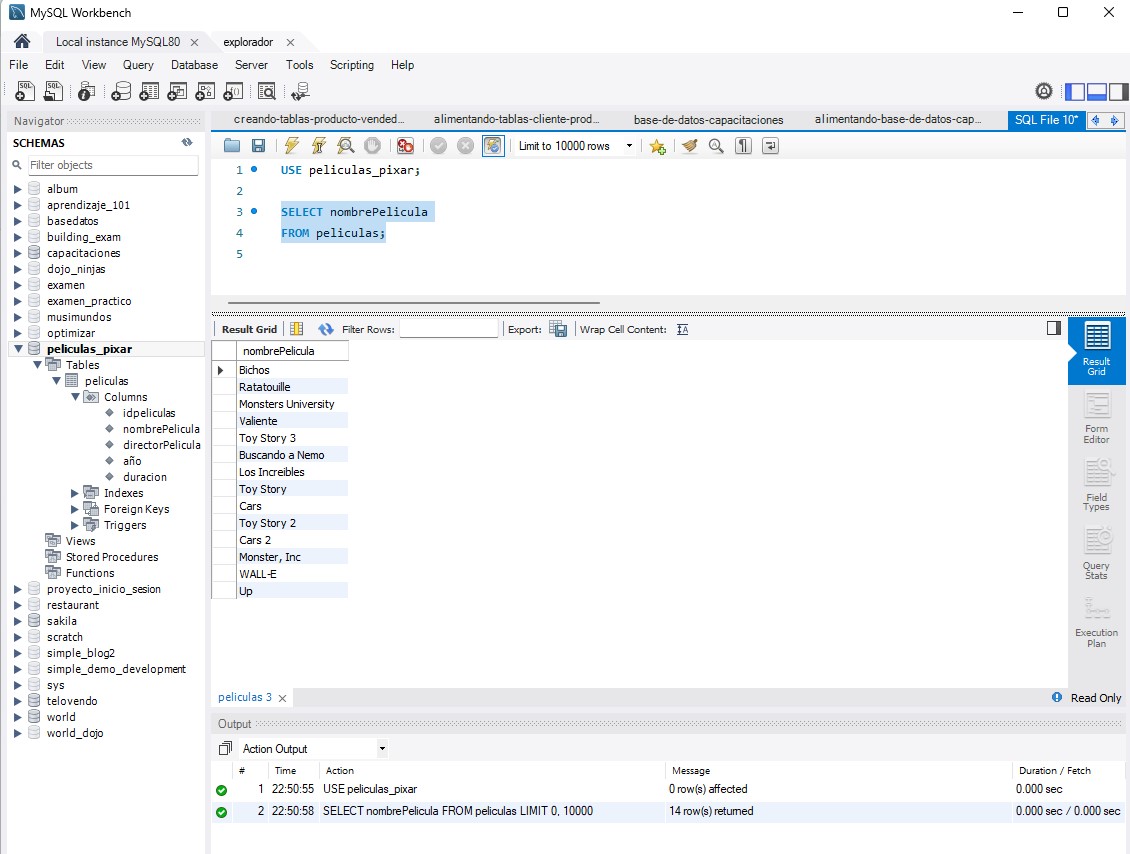 MySQL Workbench
Local instance MySQL80
explorador
File Edit View Query Database Server Tools Scripting Help
Navigator
SCHEMAS
Filter objects
album
aprendizaje_101
basedatos
building_exam
capacitaciones
dojo_ninjas
examen
examen_practico
musimundos
optimizar
peliculas_pixar
Tables
peliculas
Columns
idpeliculas
nombrePelicula
directorPelicula
año
duracion
Indexes
Foreign Keys
Triggers
Views
Stored Procedures
Functions
proyecto_inicio_sesion
restaurant
sakila
scratch
simple_blog2
simple_demo_development
sys
telovendo
world
world_dojo
creando-tablas-producto-vended... alimentando-tablas-cliente-prod... base-de-datos-capacitaciones alimentando-base-de-datos-cap... SQL File 10*
Limit to 10000 rows
1 USE peliculas_pixar;
2
3 SELECT nombrePelicula
4 FROM peliculas;
5
Result Grid Filter Rows: Export: Wrap Cell Content: IA
nombrePelicula
Bichos
Ratatouille
Monsters University
Valiente
Toy Story 3
Buscando a Nemo
Los Increibles
Toy Story
Cars
Toy Story 2
Cars 2
Monster, Inc
WALL-E
Up
Result Grid
Form Editor
Field Types
Query Stats
Execution Plan
peliculas 3
Read Only
Output
Action Output
# Time Action Message Duration / Fetch
1 22:50:55 USE peliculas_pixar 0 row(s) affected 0.000 sec
2 22:50:58 SELECT nombrePelicula FROM peliculas LIMIT 0, 10000 14 row(s) returned 0.000 sec / 0.000 sec